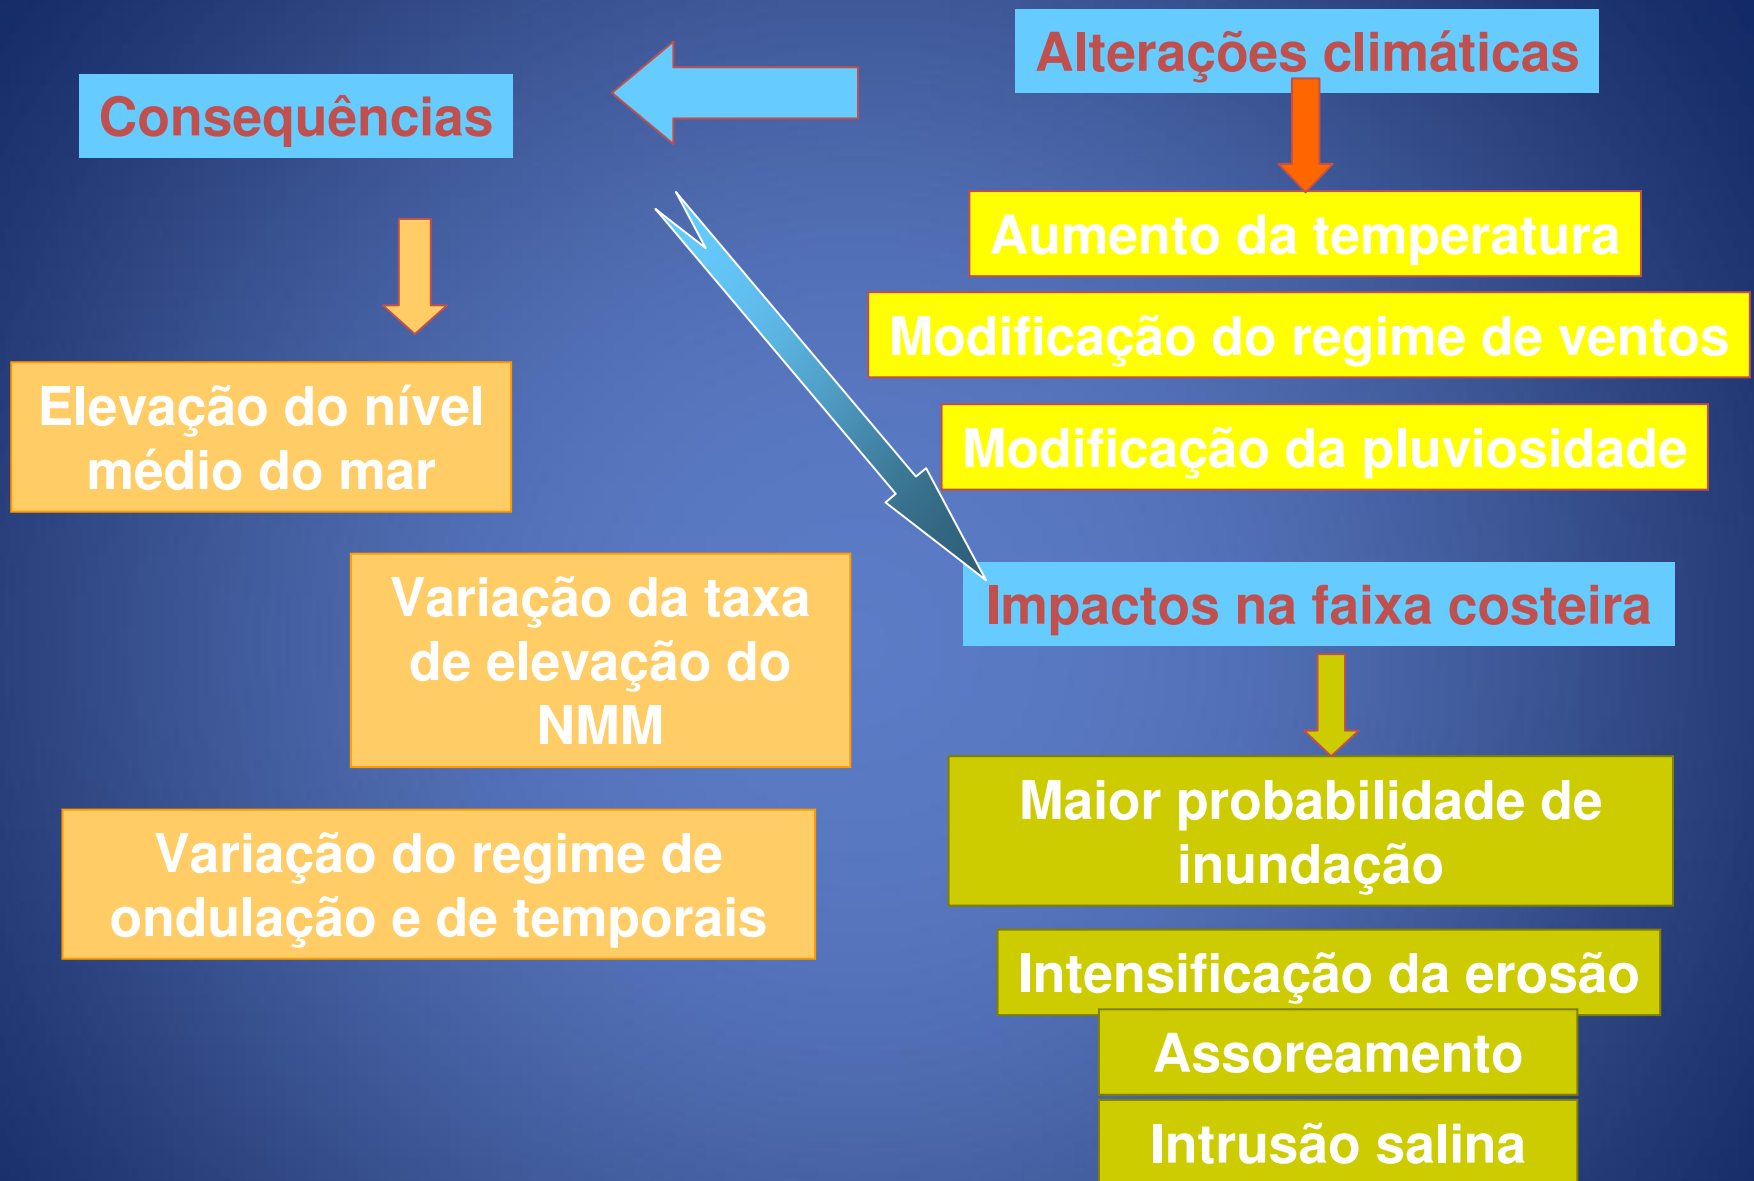 Alterações climáticas
Consequências
Aumento da temperatura
Modificação do regime de ventos
Modificação da pluviosidade
Elevação do nível
médio do mar
Variação da taxa
de elevação do
NMM
Variação do regime de
ondulação e de temporais
Impactos na faixa costeira
Maior probabilidade de
inundação
Intensificação da erosão
Assoreamento
Intrusão salina